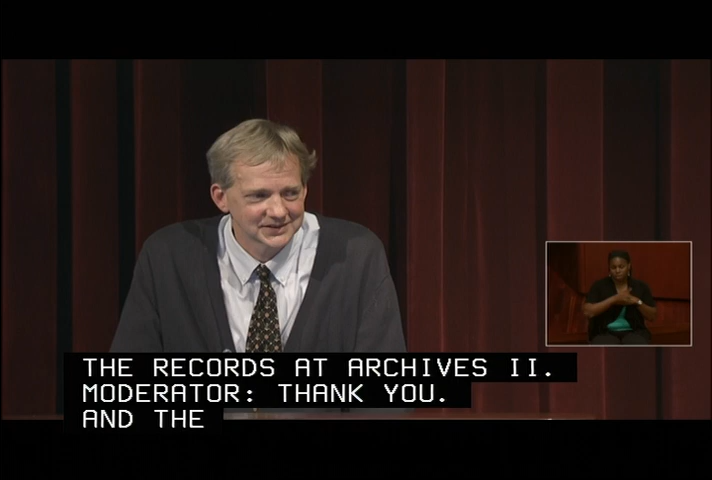 THE RECORDS AT ARCHIVES II.
MODERATOR: THANK YOU.
AND THE